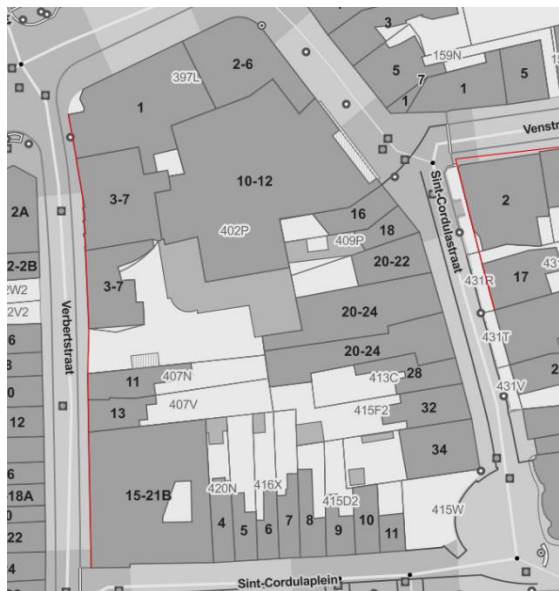 3
159N
2-6
397L
5
7
1
5
1
1
Venstr
10-12
3-7
2A
16
2
402P
18
409P
20-22
2-2B
2W2
2V2
3-7
Verbertstraat
Sint-Cordulastraat
431R
17
20-24
431T
6
20-24
11
407N
413C
28
431V
13
407V
415F2
32
12
34
15-21B
420N
416X
415D2
415W
18A
4
5
6
7
8
9
10
11
22
4
Sint-Cordulaplein